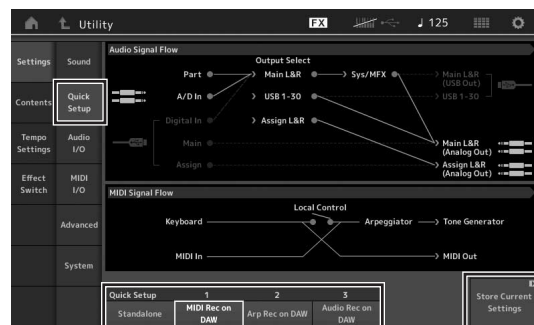 Utility
FX
♩ 125
Settings
Sound
Contents
Quick
Setup
Tempo
Settings
Audio
I/O
Effect
Switch
MIDI
I/O
Advanced
System
Audio Signal Flow
Output Select
Part
Main L&R
Sys/MFX
Main L&R
(USB Out)
A/D In
USB 1-30
USB 1-30
Digital In
Assign L&R
Main
Main L&R
(Analog Out)
Assign
Assign L&R
(Analog Out)
MIDI Signal Flow
Local Control
Keyboard
Arpeggiator
Tone Generator
MIDI In
MIDI Out
Quick Setup
1
2
3
Standalone
MIDI Rec on
DAW
Arp Rec on DAW
Audio Rec on
DAW
Store Current
Settings